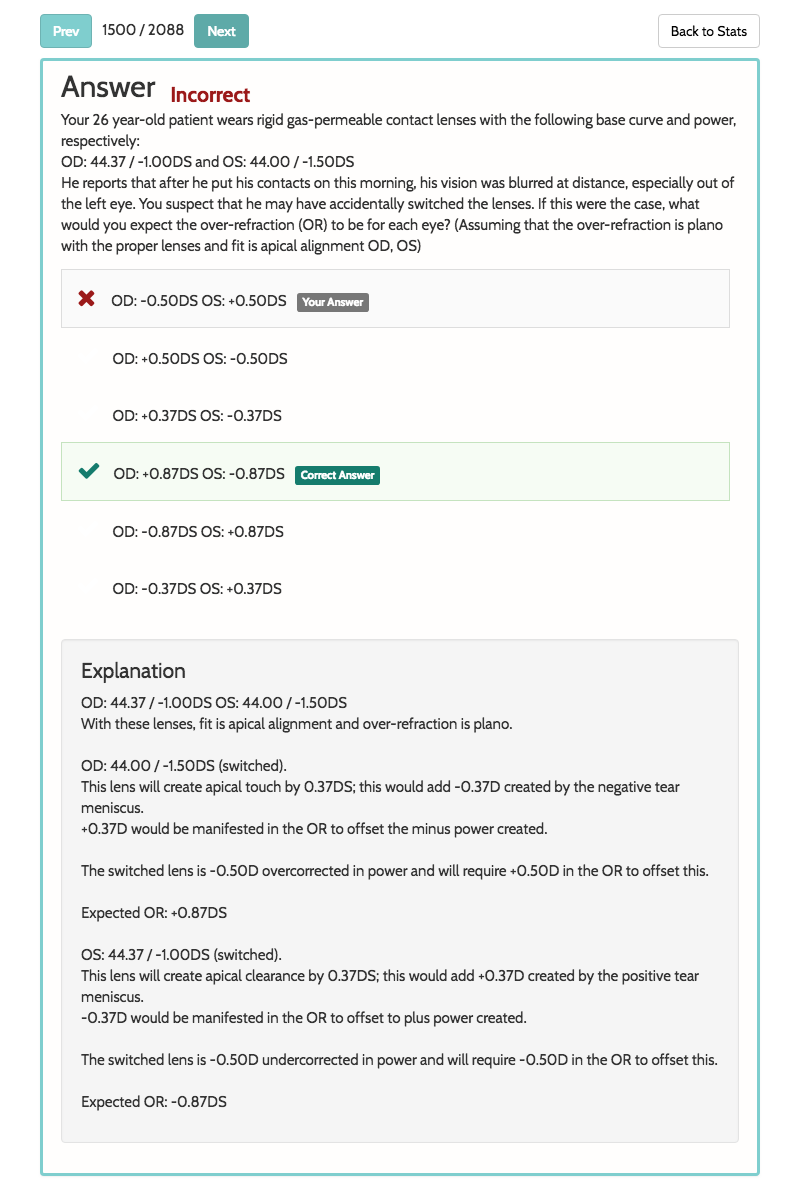 Prev 1500 / 2088 Next Back to Stats
Answer Incorrect
Your 26 year-old patient wears rigid gas-permeable contact lenses with the following base curve and power,
respectively:
OD: 44.37 / -1.00DS and OS: 44.00 / -1.50DS
He reports that after he put his contacts on this morning, his vision was blurred at distance, especially out of
the left eye. You suspect that he may have accidentally switched the lenses. If this were the case, what
would you expect the over-refraction (OR) to be for each eye? (Assuming that the over-refraction is plano
with the proper lenses and fit is apical alignment OD, OS)
OD: -0.50DS OS: +0.50DS Your Answer
OD: +0.50DS OS: -0.50DS
OD: +0.37DS OS: -0.37DS
OD: +0.87DS OS: -0.87DS Correct Answer
OD: -0.87DS OS: +0.87DS
OD: -0.37DS OS: +0.37DS
Explanation
OD: 44.37 / -1.00DS OS: 44.00 / -1.50DS
With these lenses, fit is apical alignment and over-refraction is plano.
OD: 44.00 / -1.50DS (switched).
This lens will create apical touch by 0.37DS; this would add -0.37D created by the negative tear
meniscus.
+0.37D would be manifested in the OR to offset the minus power created.
The switched lens is -0.50D overcorrected in power and will require +0.50D in the OR to offset this.
Expected OR: +0.87DS
OS: 44.37 / -1.00DS (switched).
This lens will create apical clearance by 0.37DS; this would add +0.37D created by the positive tear
meniscus.
-0.37D would be manifested in the OR to offset to plus power created.
The switched lens is -0.50D undercorrected in power and will require -0.50D in the OR to offset this.
Expected OR: -0.87DS